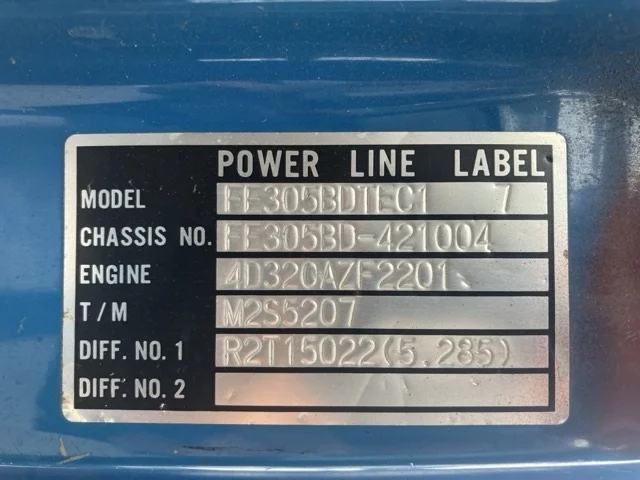 POWER LINE LABEL
MODEL FE305BD1EC1 7
CHASSIS NO. FE305BD-421004
ENGINE 4D320AZF2201
T/M M2S5207
DIFF. NO. 1 R2T15022(5.285)
DIFF. NO. 2